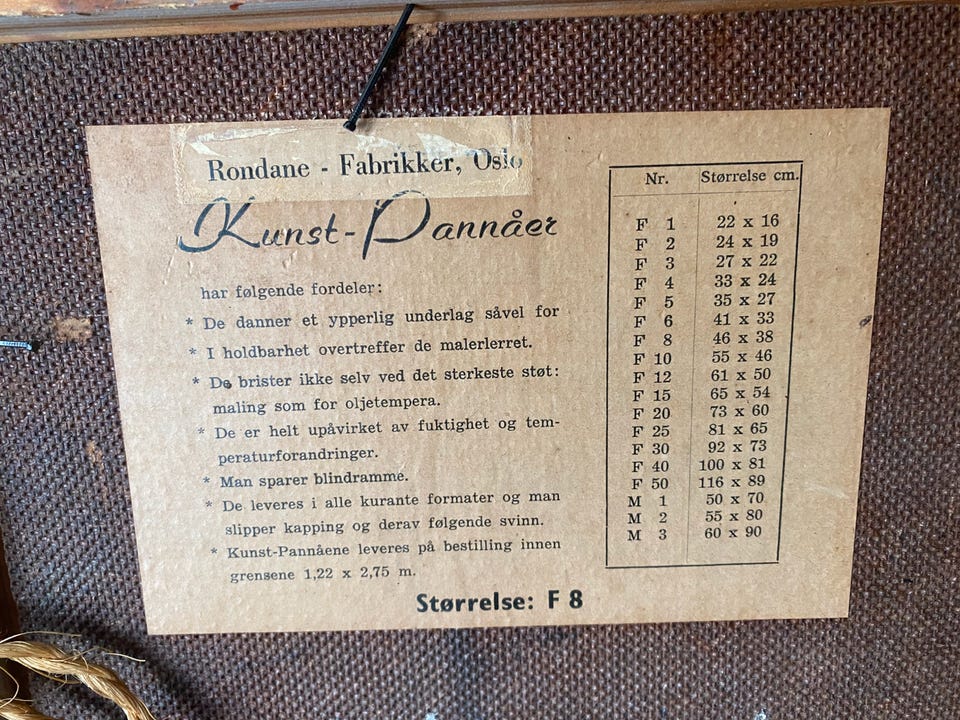 Rondane - Fabrikker, Oslo
Kunst-Pannåer
har følgende fordeler:
* De danner et ypperlig underlag såvel for
* I holdbarhet overtreffer de malerlerret.
* De brister ikke selv ved det sterkeste støt:
maling som for oljetempera.
* De er helt upåvirket av fuktighet og tem-
peraturforandringer.
* Man sparer blindramme.
* De leveres i alle kurante formater og man
slipper kapping og derav følgende svinn.
* Kunst-Pannåene leveres på bestilling innen
grensene 1,22 x 2,75 m.
Nr. Størrelse cm.
F 1 22 x 16
F 2 24 x 19
F 3 27 x 22
F 4 33 x 24
F 5 35 x 27
F 6 41 x 33
F 8 46 x 38
F 10 55 x 46
F 12 61 x 50
F 15 65 x 54
F 20 73 x 60
F 25 81 x 65
F 30 92 x 73
F 40 100 x 81
F 50 116 x 89
M 1 50 x 70
M 2 55 x 80
M 3 60 x 90
Størrelse: F 8